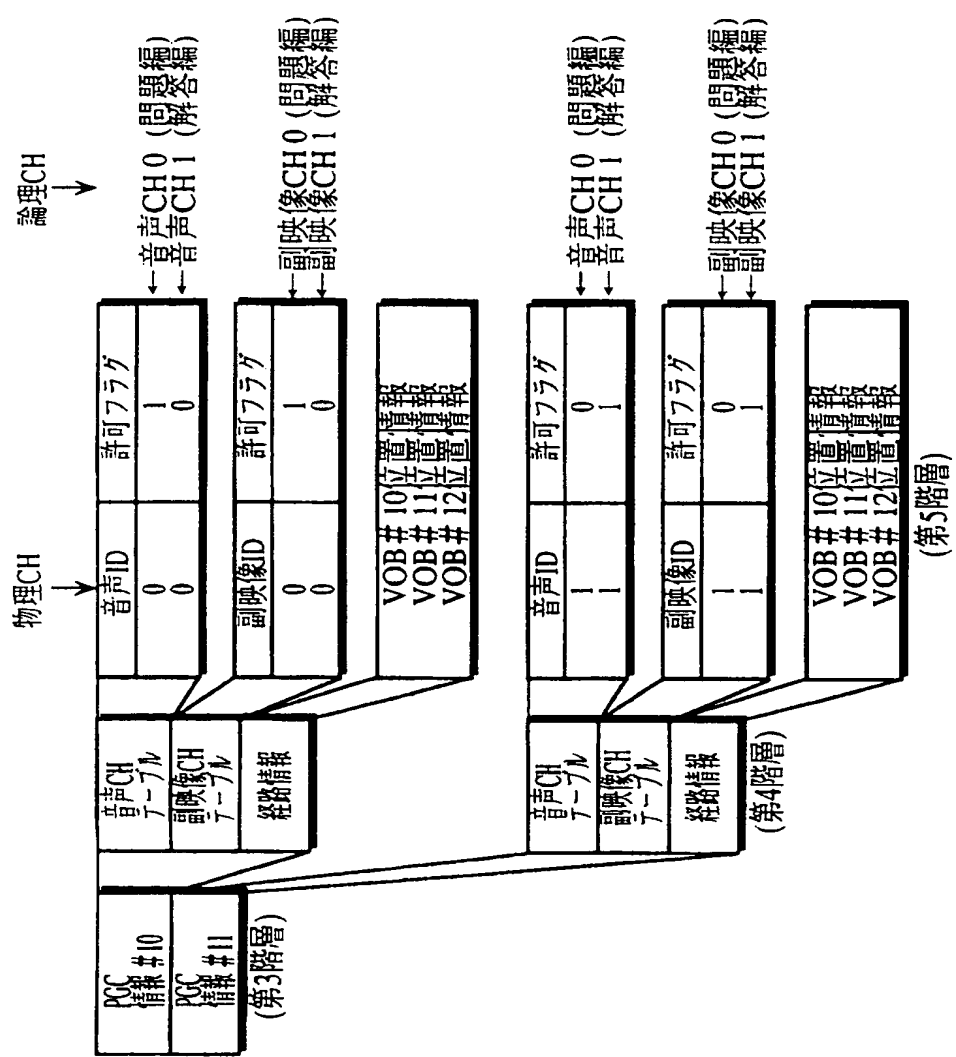 物理CH
論理CH
PGC
情報 #10
PGC
情報 #11
(第3階層)
音声CH
テーブル
副映像CH
テーブル
経路情報
音声ID
許可フラグ
0
1
音声CH 0 (問題編)
0
0
音声CH 1 (解答編)
副映像ID
許可フラグ
0
1
副映像CH 0 (問題編)
0
0
副映像CH 1 (解答編)
VOB# 10位置情報
VOB# 11位置情報
VOB# 12位置情報
音声CH
テーブル
副映像CH
テーブル
経路情報
(第4階層)
音声ID
許可フラグ
1
0
音声CH 0 (問題編)
1
1
音声CH 1 (解答編)
副映像ID
許可フラグ
1
0
副映像CH 0 (問題編)
1
1
副映像CH 1 (解答編)
VOB# 10位置情報
VOB# 11位置情報
VOB# 12位置情報
(第5階層)